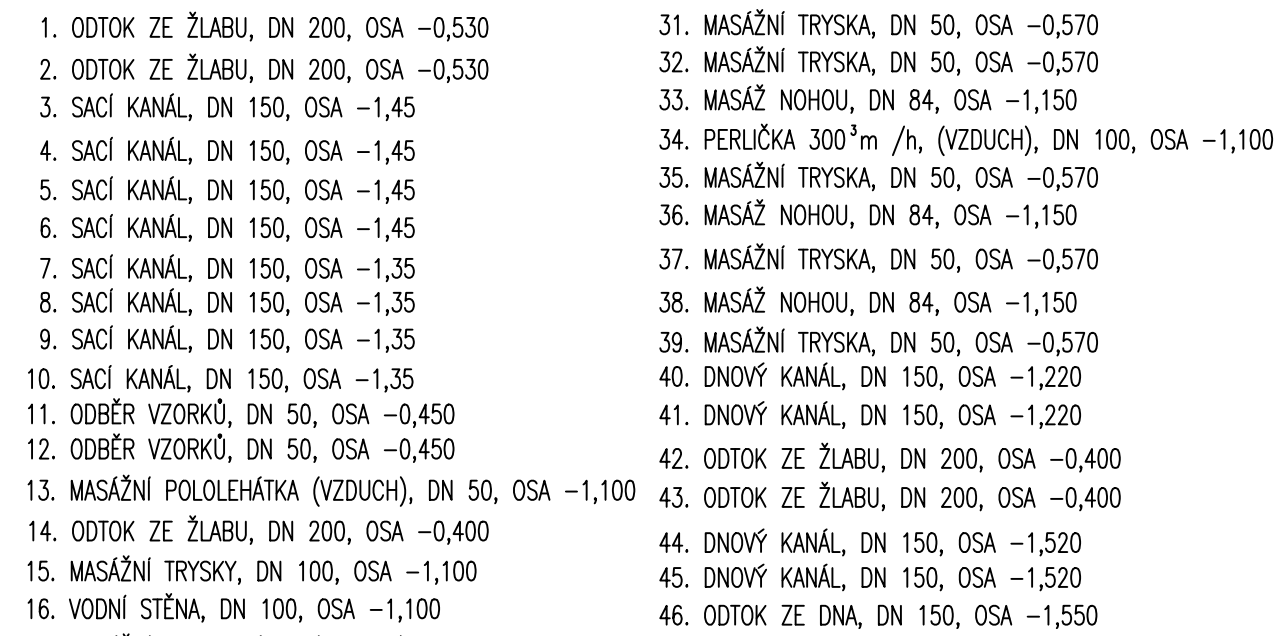 1. ODTOK ZE ŽLABU, DN 200, OSA –0,530
2. ODTOK ZE ŽLABU, DN 200, OSA –0,530
3. SACÍ KANÁL, DN 150, OSA –1,45
4. SACÍ KANÁL, DN 150, OSA –1,45
5. SACÍ KANÁL, DN 150, OSA –1,45
6. SACÍ KANÁL, DN 150, OSA –1,45
7. SACÍ KANÁL, DN 150, OSA –1,35
8. SACÍ KANÁL, DN 150, OSA –1,35
9. SACÍ KANÁL, DN 150, OSA –1,35
10. SACÍ KANÁL, DN 150, OSA –1,35
11. ODBĚR VZORKŮ, DN 50, OSA –0,450
12. ODBĚR VZORKŮ, DN 50, OSA –0,450
13. MASÁŽNÍ POLOLEHÁTKA (VZDUCH), DN 50, OSA –1,100
14. ODTOK ZE ŽLABU, DN 200, OSA –0,400
15. MASÁŽNÍ TRYSKY, DN 100, OSA –1,100
16. VODNÍ STĚNA, DN 100, OSA –1,100
31. MASÁŽNÍ TRYSKA, DN 50, OSA –0,570
32. MASÁŽNÍ TRYSKA, DN 50, OSA –0,570
33. MASÁŽ NOHOU, DN 84, OSA –1,150
34. PERLIČKA 300³m /h, (VZDUCH), DN 100, OSA –1,100
35. MASÁŽNÍ TRYSKA, DN 50, OSA –0,570
36. MASÁŽ NOHOU, DN 84, OSA –1,150
37. MASÁŽNÍ TRYSKA, DN 50, OSA –0,570
38. MASÁŽ NOHOU, DN 84, OSA –1,150
39. MASÁŽNÍ TRYSKA, DN 50, OSA –0,570
40. DNOVÝ KANÁL, DN 150, OSA –1,220
41. DNOVÝ KANÁL, DN 150, OSA –1,220
42. ODTOK ZE ŽLABU, DN 200, OSA –0,400
43. ODTOK ZE ŽLABU, DN 200, OSA –0,400
44. DNOVÝ KANÁL, DN 150, OSA –1,520
45. DNOVÝ KANÁL, DN 150, OSA –1,520
46. ODTOK ZE DNA, DN 150, OSA –1,550